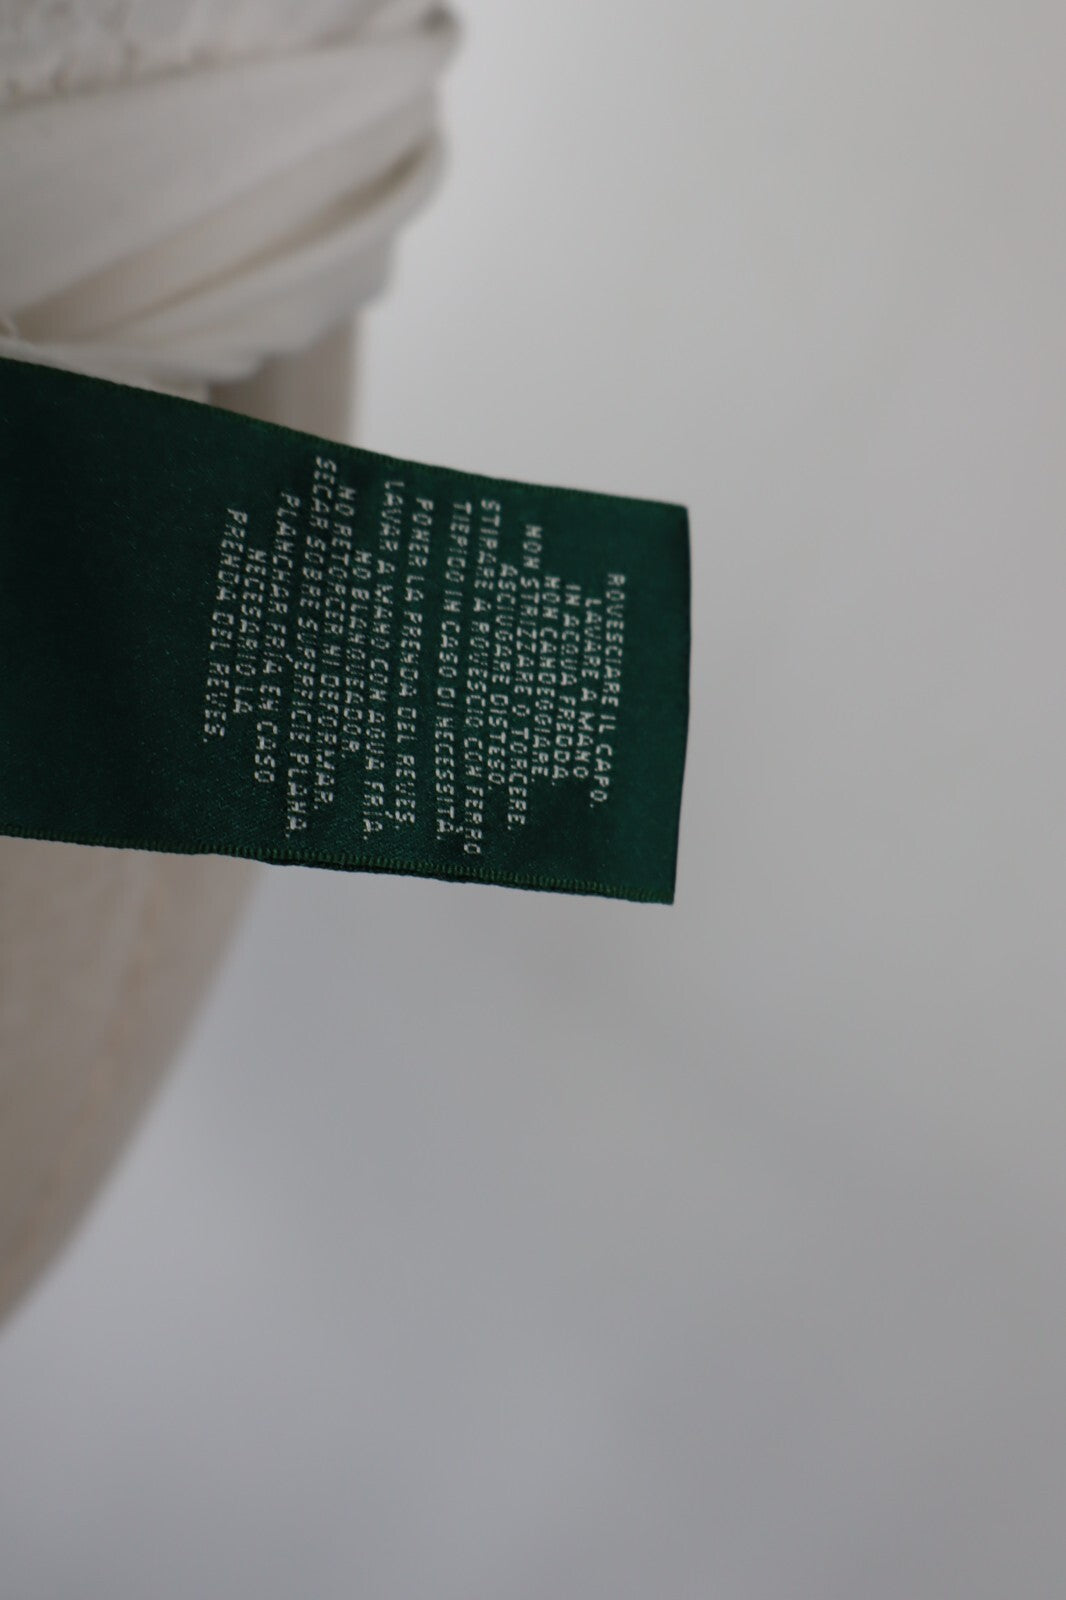 ROVESCIARE IL CAPO.
LAVARE A MANO
IN ACQUA FREDDA.
NON CANDEGGIARE.
NON STRIZZARE O TORCERE.
ASCIUGARE DISTESO.
STIPARE A ROVESCIO CON FERRO
TIEPIDO IN CASO DI NECESSITÀ.
PONER LA PRENDA DEL REVES.
LAVAR A MANO CON AGUA FRÍA.
NO BLANQUEADOR.
NO RETORCER NI DEFORMAR.
SECAR SOBRE SUPERFICIE PLANA.
PLANCHAR FRÍA, EN CASO
NECESARIO LA
PRENDA DEL REVES.